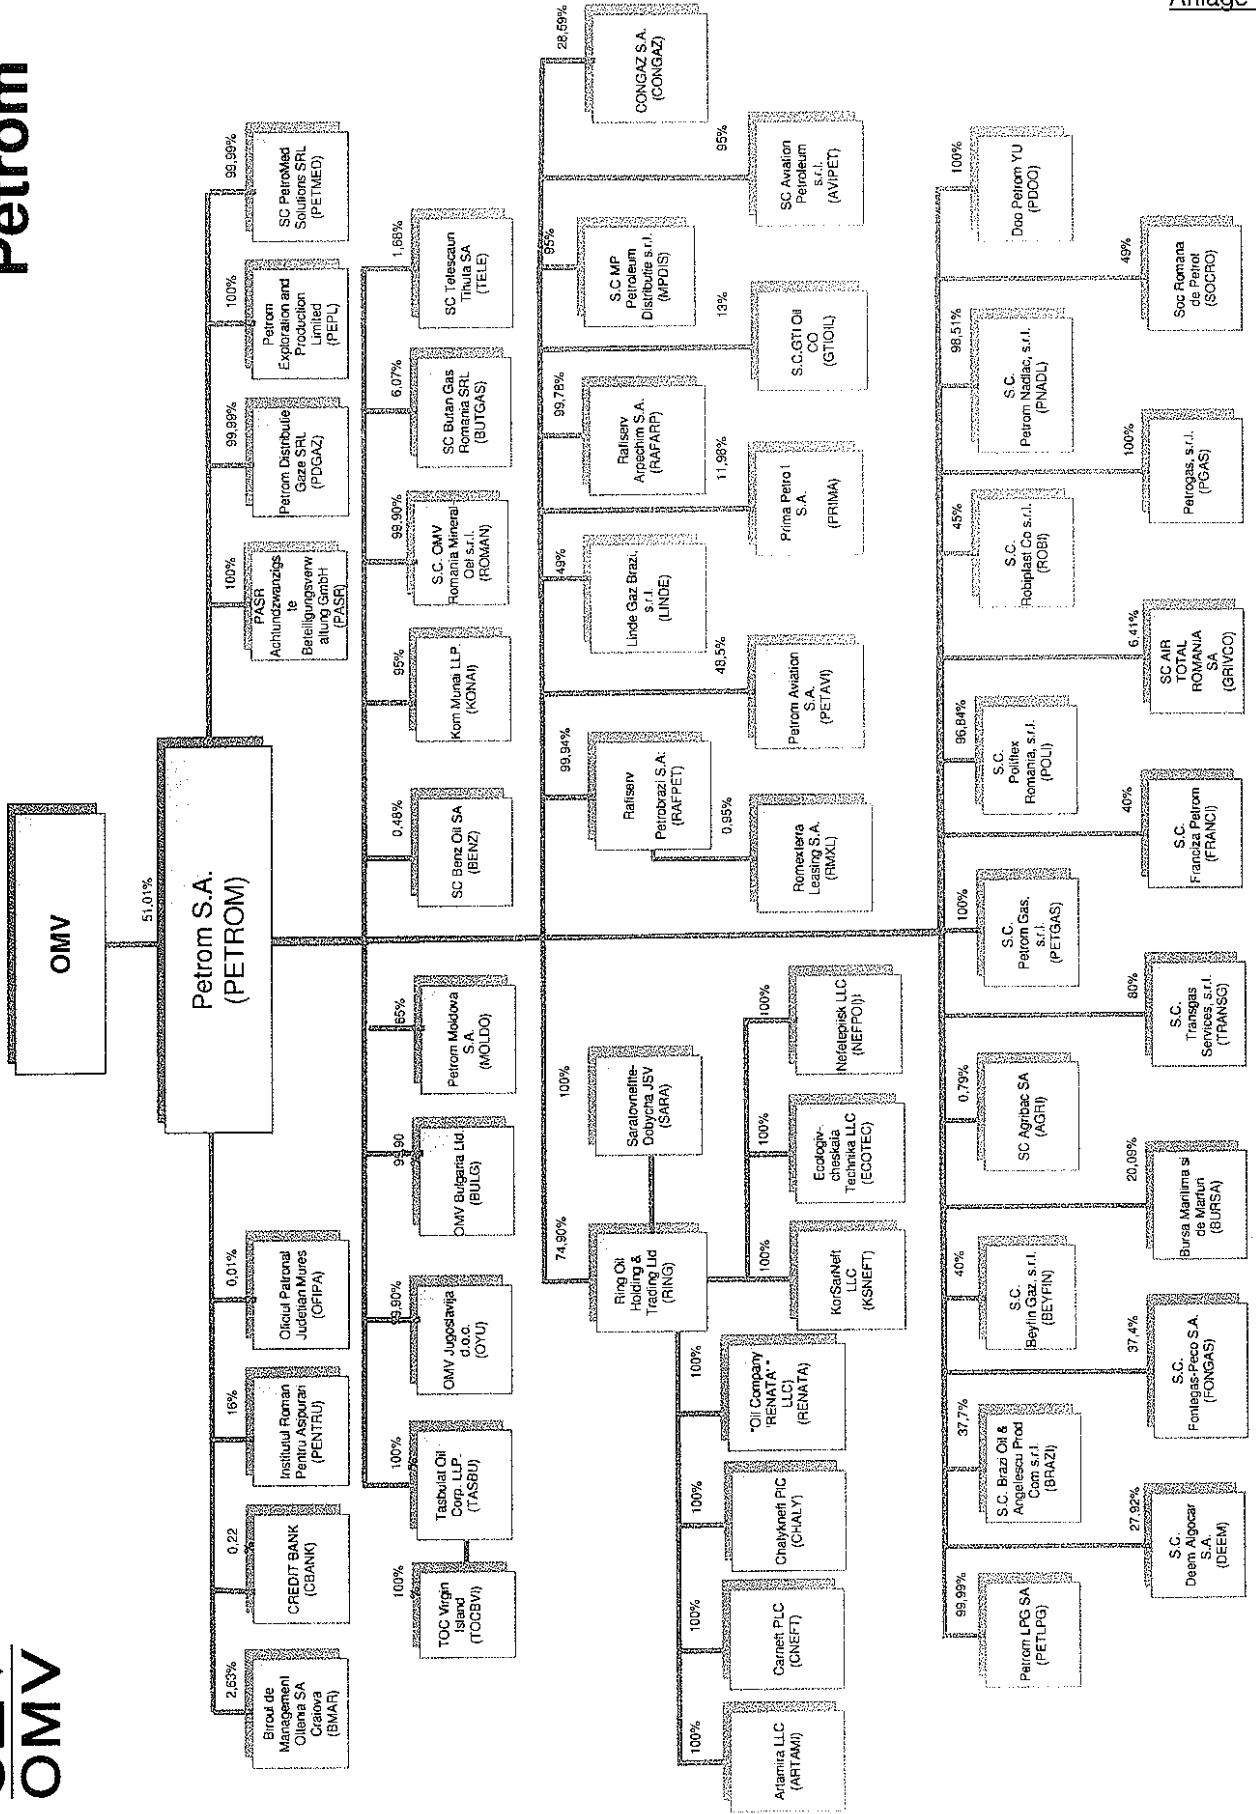 OMV
Petrom
OMV
51,01%
Petrom S.A.
(PETROM)
2,63%
Biroul de
Management
Oltenia SA
Craiova
(BMAR)
0,22
CREDIT BANK
(CBANK)
16%
Institutul Roman
Pentru Aspurari
(PENTRU)
0,01%
Oficiul Patronal
Judetian Mures
(OFIPA)
100%
PASR
Achtundzwanzigs
te
Beteiligungsverw
altung GmbH
(PASR)
99,99%
Petrom Distributie
Gaze SRL
(PDGAZ)
100%
Petrom
Exploration and
Production
Limited
(PEPL)
99,99%
SC PetroMed
Solutions SRL
(PETMED)
100%
TOC Virgin
Island
(TOCBVI)
100%
Tasbulat Oil
Corp. LLP.
(TASBU)
OMV Jugoslavija
d.o.o.
(OYU)
OMV Bulgaria Ltd.
(BULG)
65%
Petrom Moldova
S.A.
(MOLDO)
0,48%
SC Benz Oil SA
(BENZ)
95%
Kom Munai LLP.
(KONAI)
99,90%
S.C. OMV
Romania Mineral-
Oel s.r.l.
(ROMAN)
6,07%
SC Butan Gas
Romania SRL
(BUTGAS)
1,68%
SC Telescaun
Tihuta SA
(TELE)
74,90%
Ring Oil
Holding &
Trading Ltd
(RING)
100%
Saratovneftte-
Dobycha JSV
(SARA)
99,94%
Rafiserv
Petrobrazi S.A.
(RAFPET)
49%
Linde Gaz Brazi
s.r.l.
(LINDE)
99,78%
Rafiserv
Arpechim S.A.
(RAFARP)
95%
S.C MP
Petroleum
Distributie s.r.l.
(MPDIS)
28,59%
CONGAZ S.A.
(CONGAZ)
100%
Artamira LLC
(ARTAMI)
100%
Carneft PLC
(CNEFT)
100%
Chalykneft PlC
(CHALY)
100%
"Oil Company
"RENATA" "
LLC)
(RENATA)
100%
KorSarNeft
LLC
(KSNEFT)
100%
Ecologiv-
cheskaia
Technika LLC
(ECOTEC)
100%
Nefetepiisk LLC
0,95%
Romexterra
Leasing S.A.
(RMXL)
48,5%
Petrom Aviation
S.A.
(PETAVI)
11,98%
S.A.
(PRIMA)
13%
S.C.GTI Oil
CO
(GTIOIL)
95%
SC Aviation
Petroleum
s.r.l.
(AVIPET)
99,99%
Petrom LPG SA
(PETLPG)
37,7%
S.C. Brazi Oil &
Angelescu Prod
Com s.r.l.
(BRAZI)
40%
S.C.
Beyfin Gaz, s.r.l.
(BEYFIN)
0,79%
SC Agribac SA
(AGRI)
100%
S.C.
Petrom Gas,
s.r.l.
(PETGAS)
96,84%
S.C.
Poliflex
Romania, s.r.l.
(POLI)
45%
S.C.
Robiplast Co s.r.l.
(ROBI)
98,51%
S.C.
Petrom Nadlac, s.r.l.
(PNADL)
100%
Doo Petrom YU
(PDOO)
27,92%
S.C.
Deem Algocar
S.A.
(DEEM)
37,4%
S.C.
Fontegas-Peco S.A.
(FONGAS)
20,09%
Bursa Maritima si
de Marfuri
(BURSA)
80%
S.C.
Transgas
Services, s.r.l.
(TRANSG)
40%
S.C.
Franciza Petrom
(FRANCI)
6,41%
SC AIR
TOTAL
ROMANIA
SA
(GRIVCO)
100%
Petrogas, s.r.l.
(PGAS)
49%
Soc Romana
de Petrol
(SOCRO)